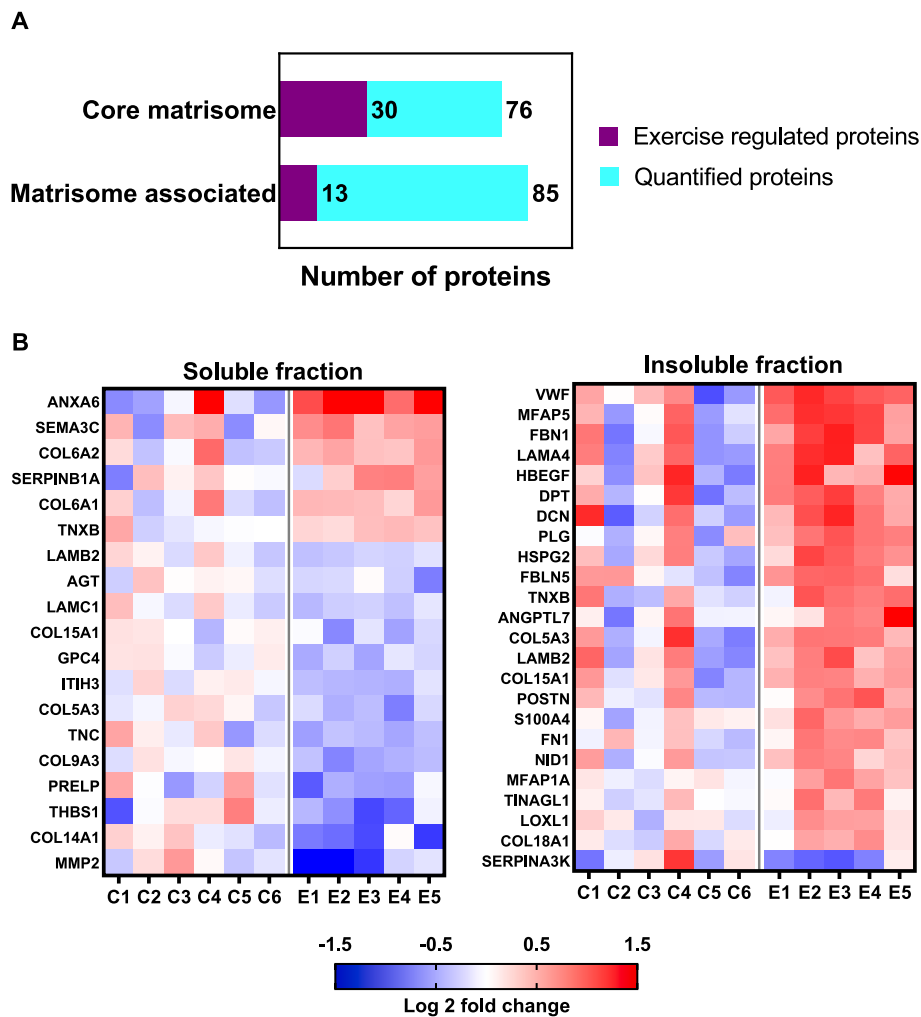 A
Core matrisome
30
76
Matrisome associated
13
85
Number of proteins
Exercise regulated proteins
Quantified proteins
B
Soluble fraction
ANXA6
SEMA3C
COL6A2
SERPINB1A
COL6A1
TNXB
LAMB2
AGT
LAMC1
COL15A1
GPC4
ITIH3
COL5A3
TNC
COL9A3
PRELP
THBS1
COL14A1
MMP2
C1 C2 C3 C4 C5 C6 E1 E2 E3 E4 E5
Insoluble fraction
VWF
MFAP5
FBN1
LAMA4
HBEGF
DPT
DCN
PLG
HSPG2
FBLN5
TNXB
ANGPTL7
COL5A3
LAMB2
COL15A1
POSTN
S100A4
FN1
NID1
MFAP1A
TINAGL1
LOXL1
COL18A1
SERPINA3K
C1 C2 C3 C4 C5 C6 E1 E2 E3 E4 E5
-1.5 -0.5 0.5 1.5
Log 2 fold change